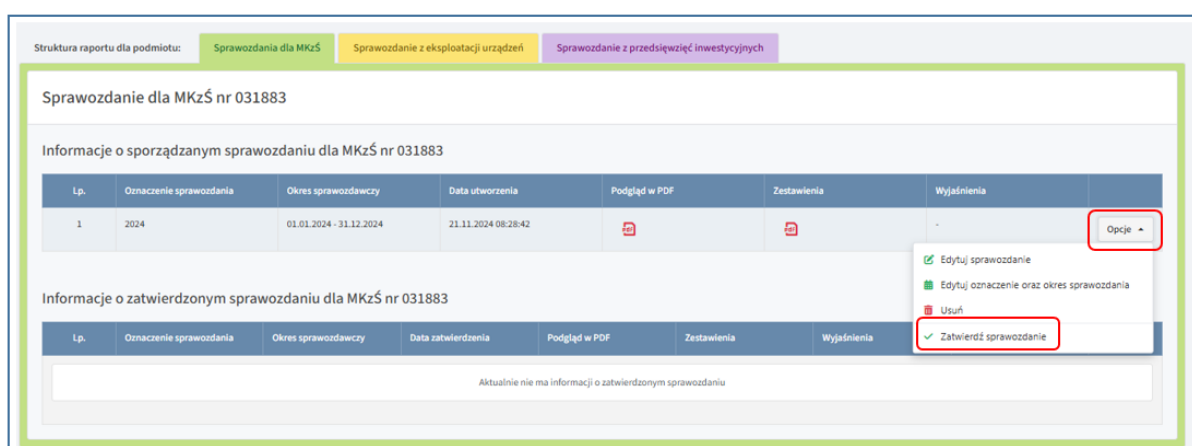 Struktura raportu dla podmiotu: Sprawozdania dla MKzŚ Sprawozdanie z eksploatacji urządzeń Sprawozdanie z przedsięwzięć inwestycyjnych
Sprawozdanie dla MKzŚ nr 031883
Informacje o sporządzanym sprawozdaniu dla MKzŚ nr 031883
Lp. Oznaczenie sprawozdania Okres sprawozdawczy Data utworzenia Podgląd w PDF Zestawienia Wyjaśnienia
1 2024 01.01.2024 - 31.12.2024 21.11.2024 08:28:42 PDF PDF - Opcje
Edytuj sprawozdanie
Edytuj oznaczenie oraz okres sprawozdania
Usuń
Zatwierdź sprawozdanie
Informacje o zatwierdzonym sprawozdaniu dla MKzŚ nr 031883
Lp. Oznaczenie sprawozdania Okres sprawozdawczy Data zatwierdzenia Podgląd w PDF Zestawienia Wyjaśnienia
Aktualnie nie ma informacji o zatwierdzonym sprawozdaniu